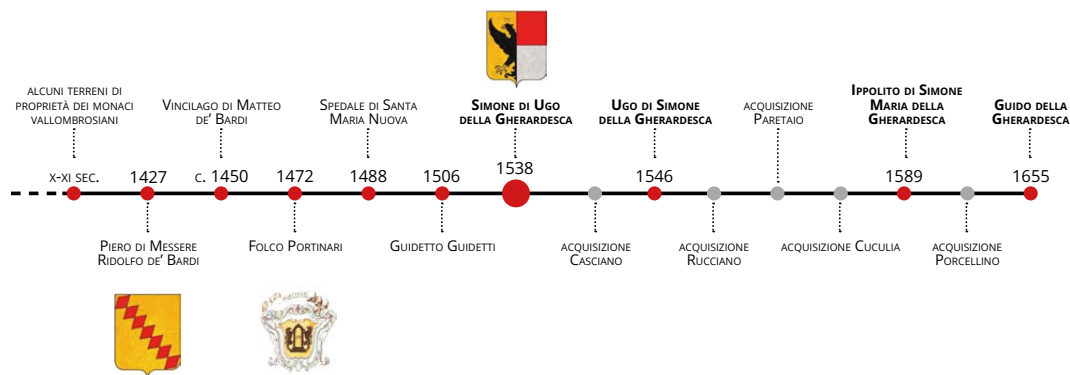 ALCUNI TERRENI DI
PROPRIETÀ DEI MONACI
VALLOMBROSIANI
X-XI SEC.
1427
PIERO DI MESSERE
RIDOLFO DE' BARDI
VINCILAGO DI MATTEO
DE' BARDI
C. 1450
1472
FOLCO PORTINARI
SPEDALE DI SANTA
MARIA NUOVA
1488
1506
GUIDETTO GUIDETTI
SIMONE DI UGO
DELLA GHERARDESCA
1538
ACQUISIZIONE
CASCIANO
UGO DI SIMONE
DELLA GHERARDESCA
1546
ACQUISIZIONE
RUCCIANO
ACQUISIZIONE
PARETAIO
ACQUISIZIONE CUCULIA
IPPOLITO DI SIMONE
MARIA DELLA
GHERARDESCA
1589
ACQUISIZIONE
PORCELLINO
GUIDO DELLA
GHERARDESCA
1655